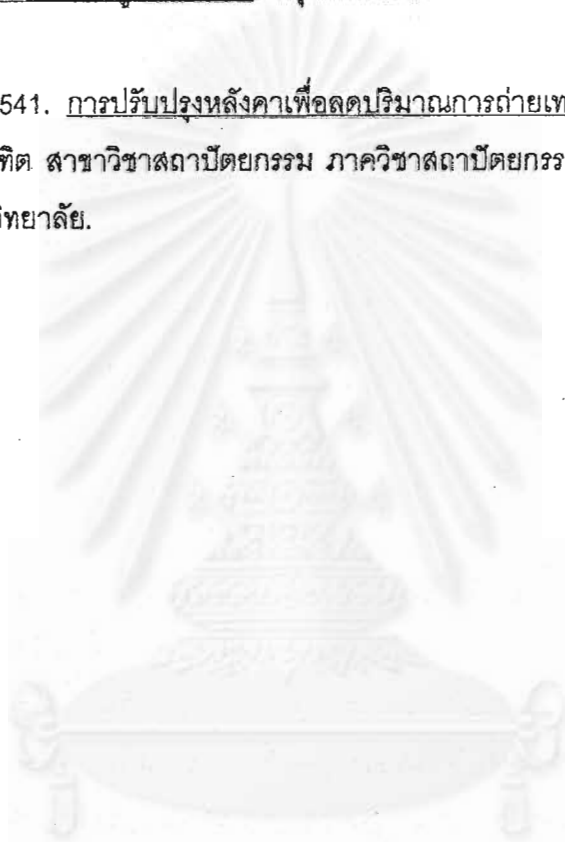 541. การปรับปรุงหลังคาเพื่อลดปริมาณการถ่ายเท
ทิต สาขาวิชาสถาปัตยกรรม ภาควิชาสถาปัตยกรร
วิทยาลัย.